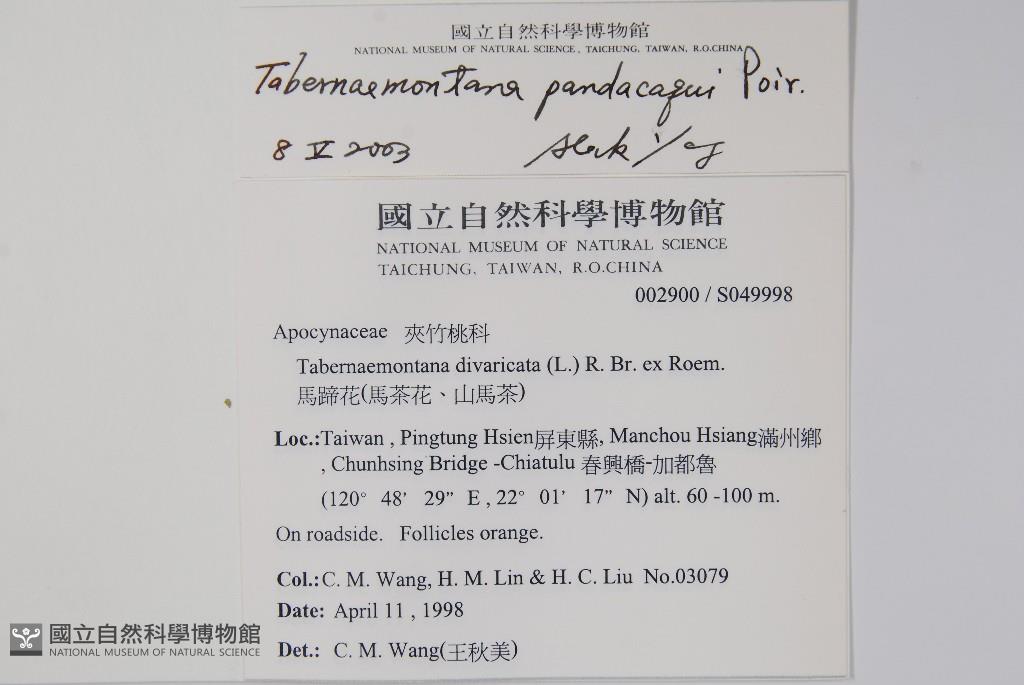 國立自然科學博物館
NATIONAL MUSEUM OF NATURAL SCIENCE, TAICHUNG, TAIWAN, R.O.CHINA
Tabernaemontana pandacaqui Poir.
8 V 2003
國立自然科學博物館
NATIONAL MUSEUM OF NATURAL SCIENCE
TAICHUNG, TAIWAN, R.O.CHINA
002900 / S049998
Apocynaceae 夾竹桃科
Tabernaemontana divaricata (L.) R. Br. ex Roem.
馬蹄花(馬茶花、山馬茶)
Loc.:Taiwan , Pingtung Hsien屏東縣, Manchou Hsiang滿州鄉
, Chunhsing Bridge -Chiatulu 春興橋-加都魯
(120° 48’ 29” E , 22° 01’ 17” N) alt. 60 -100 m.
On roadside. Follicles orange.
Col.:C. M. Wang, H. M. Lin & H. C. Liu No.03079
Date: April 11 , 1998
Det.: C. M. Wang(王秋美)
國立自然科學博物館
NATIONAL MUSEUM OF NATURAL SCIENCE